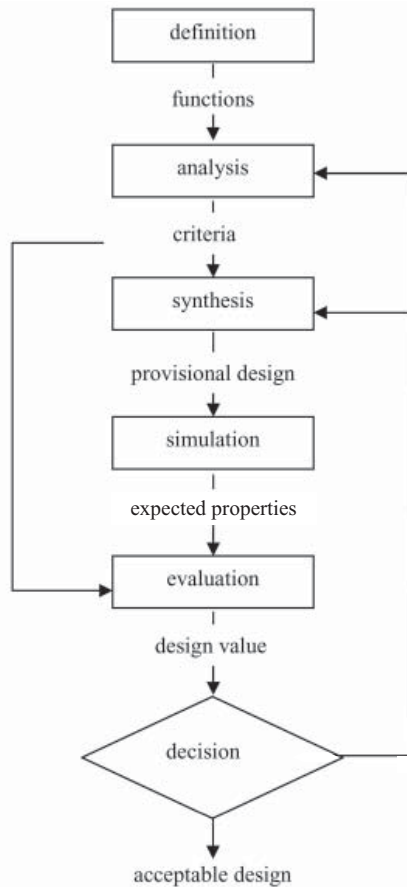 definition
functions
analysis
criteria
synthesis
provisional design
simulation
expected properties
evaluation
design value
decision
acceptable design